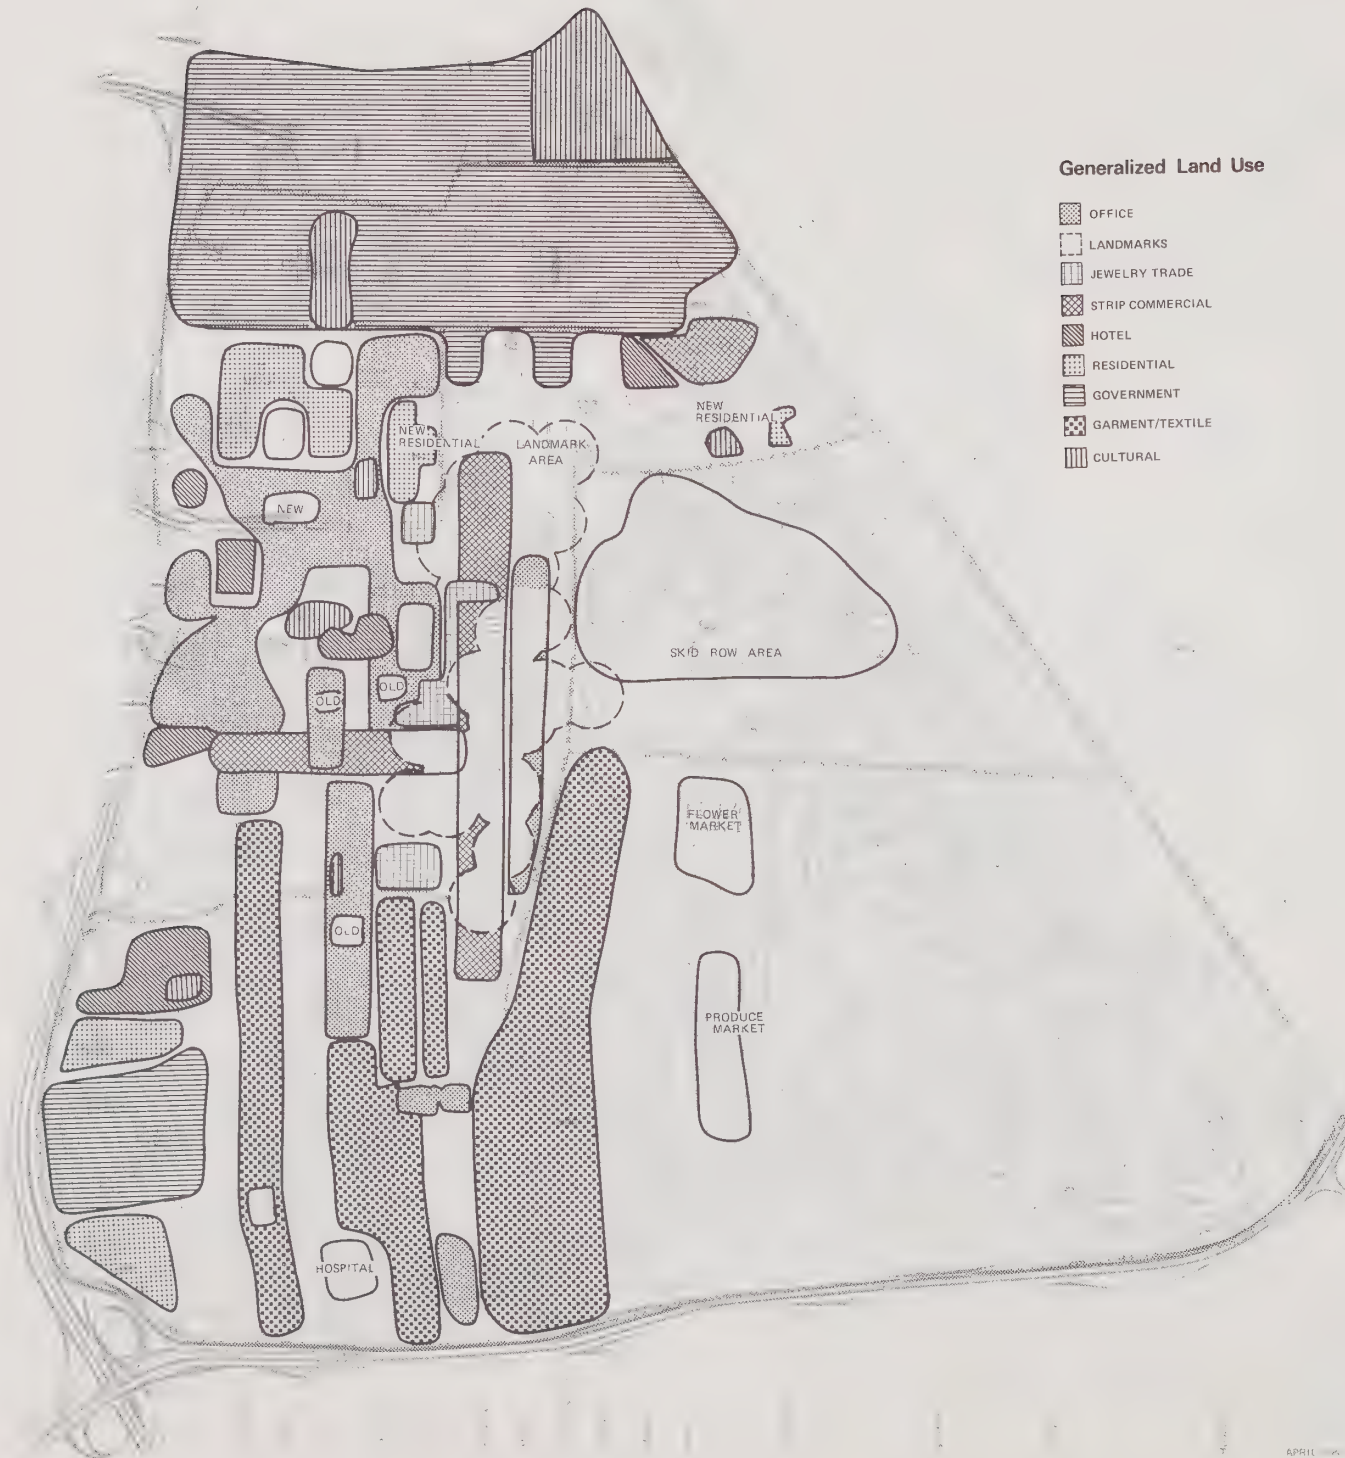 Generalized Land Use
OFFICE
LANDMARKS
JEWELRY TRADE
STRIP COMMERCIAL
HOTEL
RESIDENTIAL
GOVERNMENT
GARMENT/TEXTILE
CULTURAL
NEW
RESIDENTIAL
NEW
RESIDENTIAL
LANDMARK
AREA
NEW
SKID ROW AREA
OLD
OLD
FLOWER
MARKET
OLD
PRODUCE
MARKET
HOSPITAL
APRIL